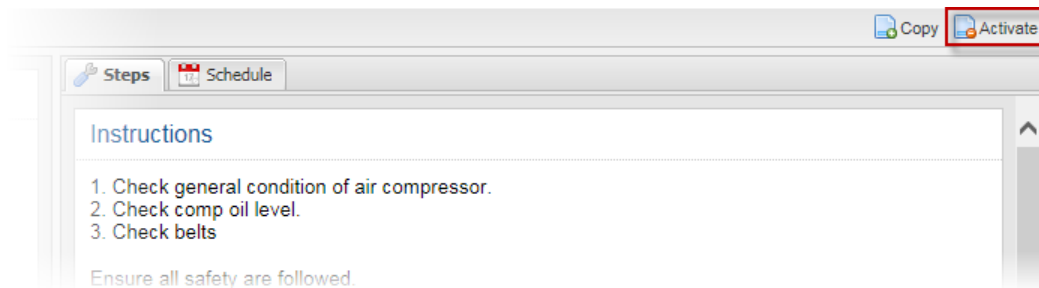 Copy Activate
Steps Schedule
Instructions
1. Check general condition of air compressor.
2. Check comp oil level.
3. Check belts
Ensure all safety are followed.